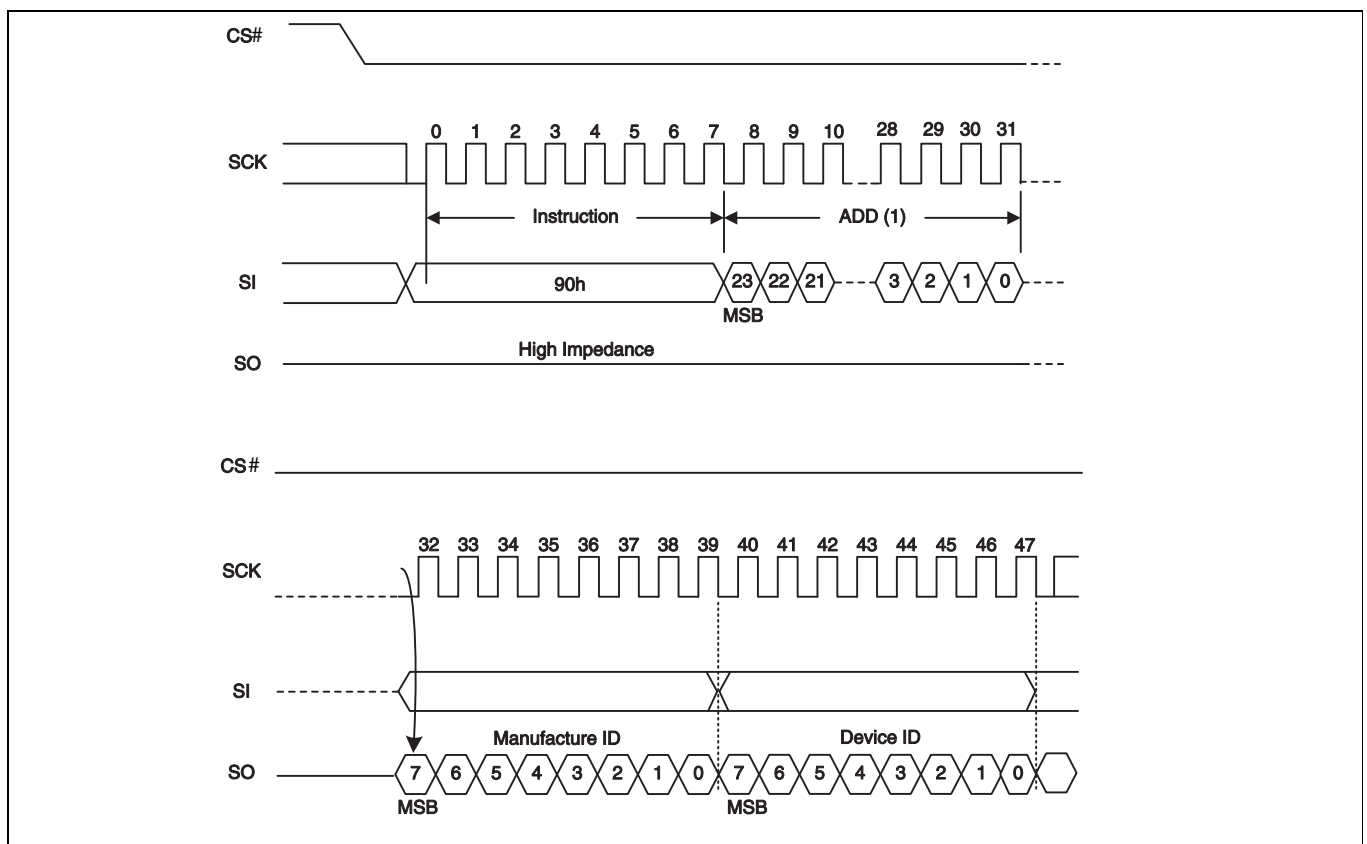 CS#
0 1 2 3 4 5 6 7 8 9 10 28 29 30 31
SCK
Instruction ADD (1)
SI 90h 23 22 21 3 2 1 0
MSB
High Impedance
SO
CS#
32 33 34 35 36 37 38 39 40 41 42 43 44 45 46 47
SCK
SI
Manufacture ID Device ID
SO 7 6 5 4 3 2 1 0 7 6 5 4 3 2 1 0
MSB MSB